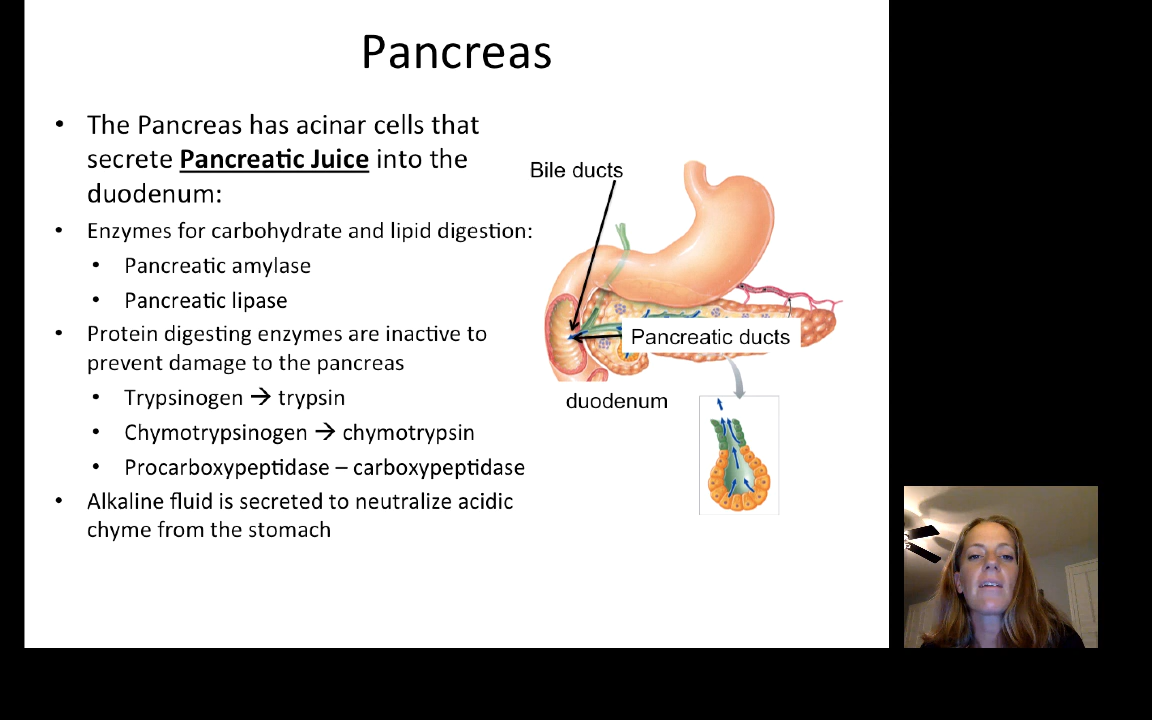 Pancreas
• The Pancreas has acinar cells that
secrete Pancreatic Juice into the
duodenum:
• Enzymes for carbohydrate and lipid digestion:
• Pancreatic amylase
• Pancreatic lipase
• Protein digesting enzymes are inactive to
prevent damage to the pancreas
• Trypsinogen → trypsin
• Chymotrypsinogen → chymotrypsin
• Procarboxypeptidase – carboxypeptidase
• Alkaline fluid is secreted to neutralize acidic
chyme from the stomach
Bile ducts
Pancreatic ducts
duodenum